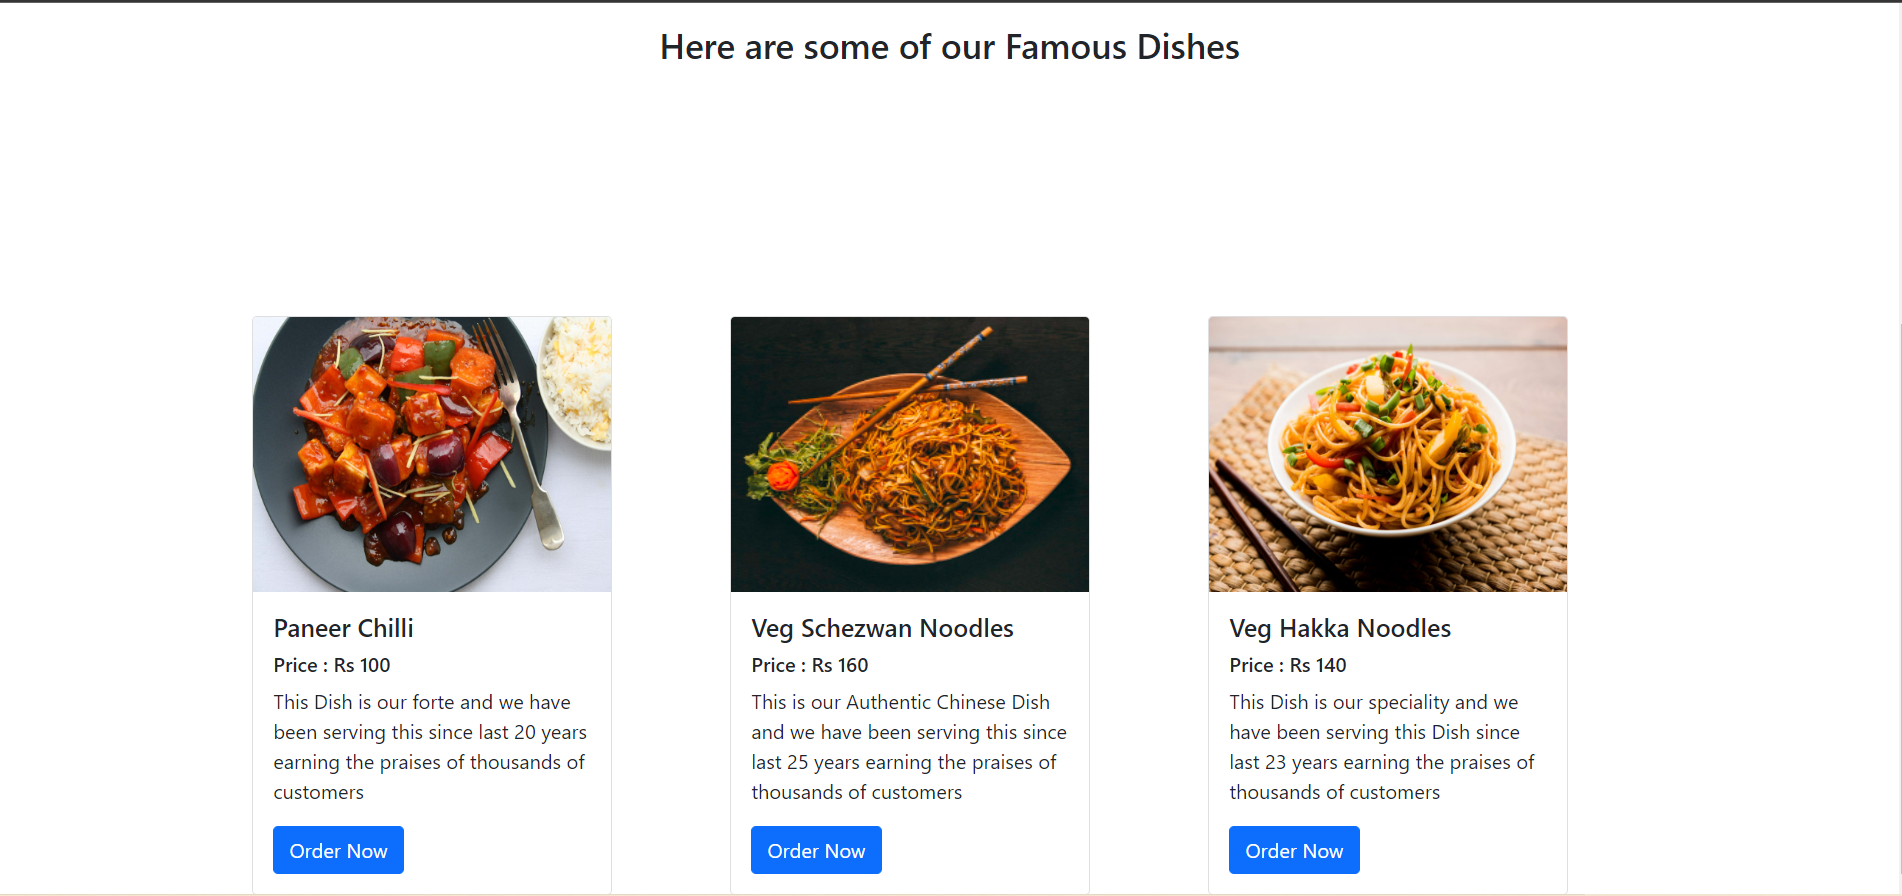 Here are some of our Famous Dishes
Paneer Chilli
Price : Rs 100
This Dish is our forte and we have
been serving this since last 20 years
earning the praises of thousands of
customers
Order Now
Veg Schezwan Noodles
Price : Rs 160
This is our Authentic Chinese Dish
and we have been serving this since
last 25 years earning the praises of
thousands of customers
Order Now
Veg Hakka Noodles
Price : Rs 140
This Dish is our speciality and we
have been serving this Dish since
last 23 years earning the praises of
thousands of customers
Order Now